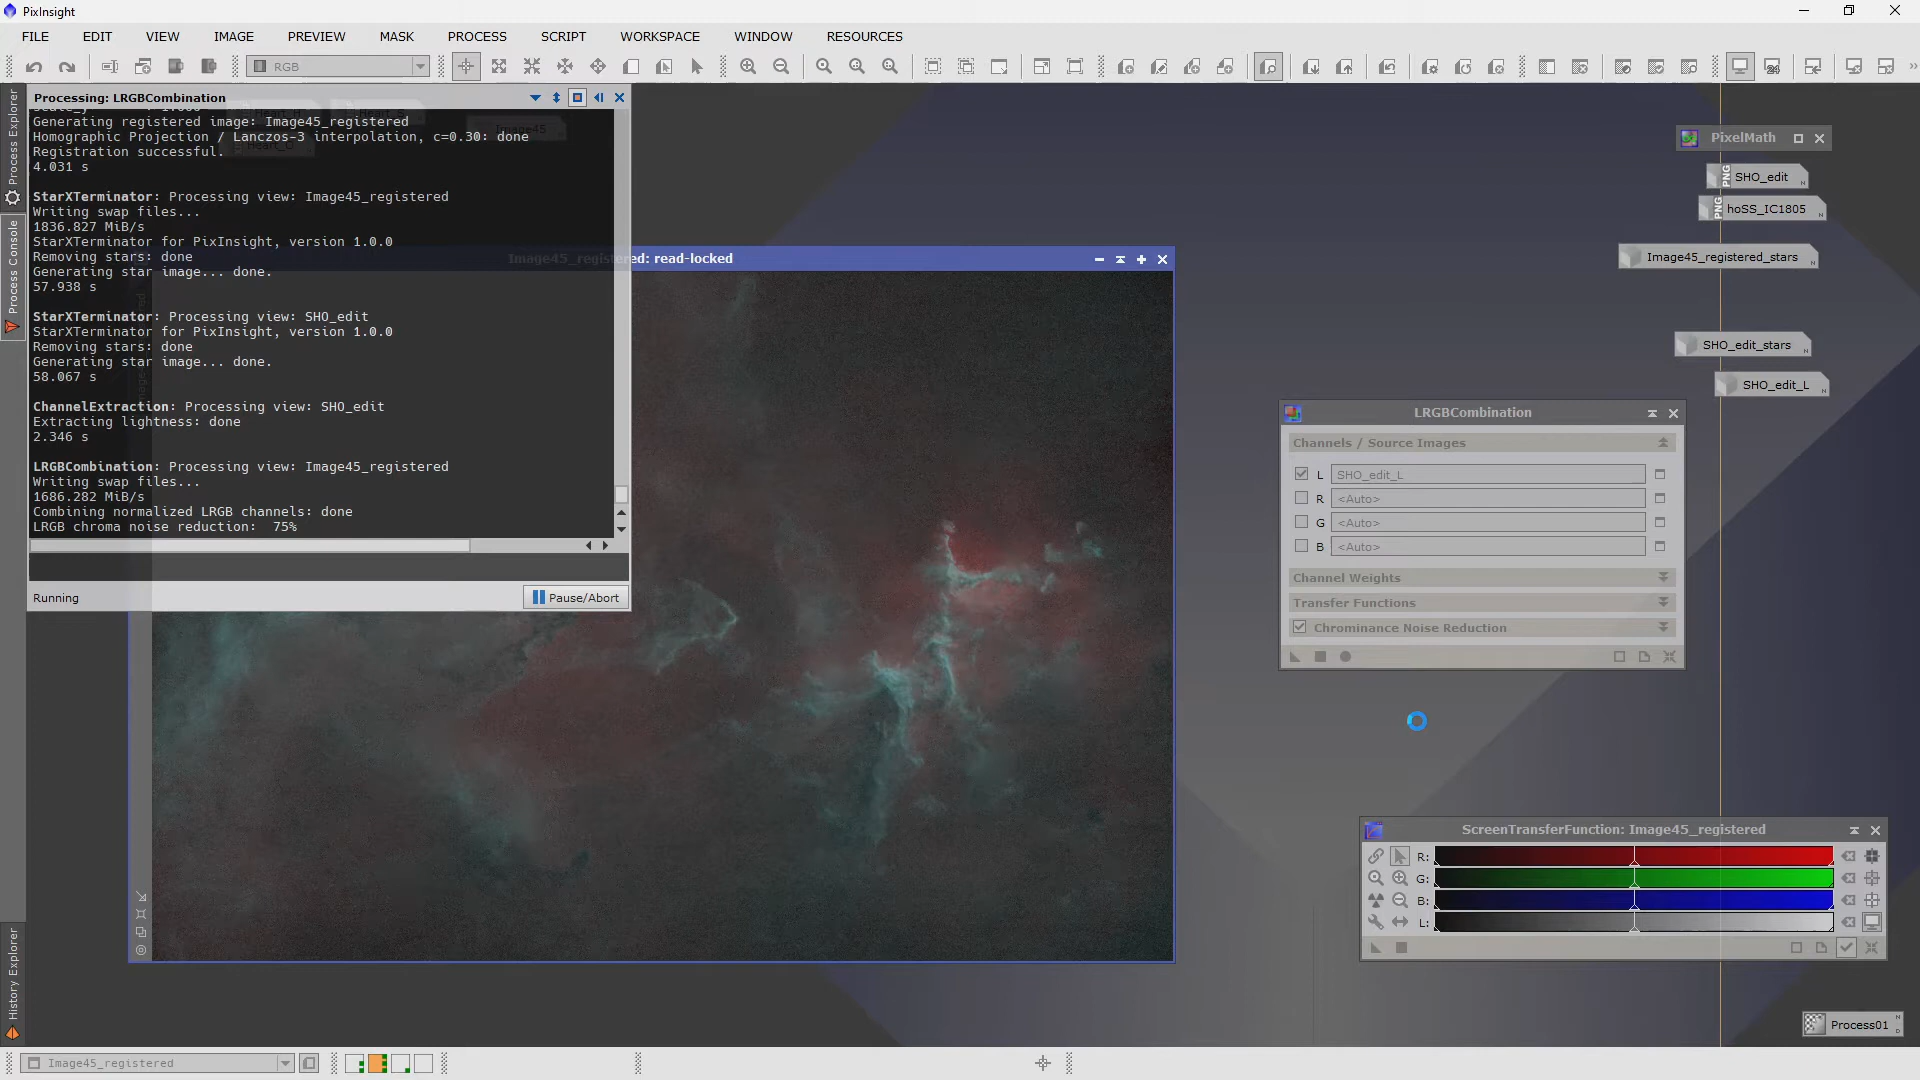 PixInsight
FILE EDIT VIEW IMAGE PREVIEW MASK PROCESS SCRIPT WORKSPACE WINDOW RESOURCES
RGB
Processing: LRGBCombination
Generating registered image: Image45_registered
Homographic Projection / Lanczos-3 interpolation, c=0.30: done
Registration successful.
4.031 s
StarXTerminator: Processing view: Image45_registered
Writing swap files...
1836.827 MiB/s
StarXTerminator for PixInsight, version 1.0.0
Removing stars: done
Generating star image... done.
57.938 s
StarXTerminator: Processing view: SHO_edit
StarXTerminator for PixInsight, version 1.0.0
Removing stars: done
Generating star image... done.
58.067 s
ChannelExtraction: Processing view: SHO_edit
Extracting lightness: done
2.346 s
LRGBCombination: Processing view: Image45_registered
Writing swap files...
1686.282 MiB/s
Combining normalized LRGB channels: done
LRGB chroma noise reduction: 75%
Running
Pause/Abort
Process Explorer
Process Console
History Explorer
Image45_registered: read-locked
PixelMath
PNG SHO_edit
PNG hoSS_IC1805
Image45_registered_stars
SHO_edit_stars
SHO_edit_L
LRGBCombination
Channels / Source Images
L SHO_edit_L
R <Auto>
G <Auto>
B <Auto>
Channel Weights
Transfer Functions
Chrominance Noise Reduction
ScreenTransferFunction: Image45_registered
R:
G:
B:
L:
Process01
Image45_registered